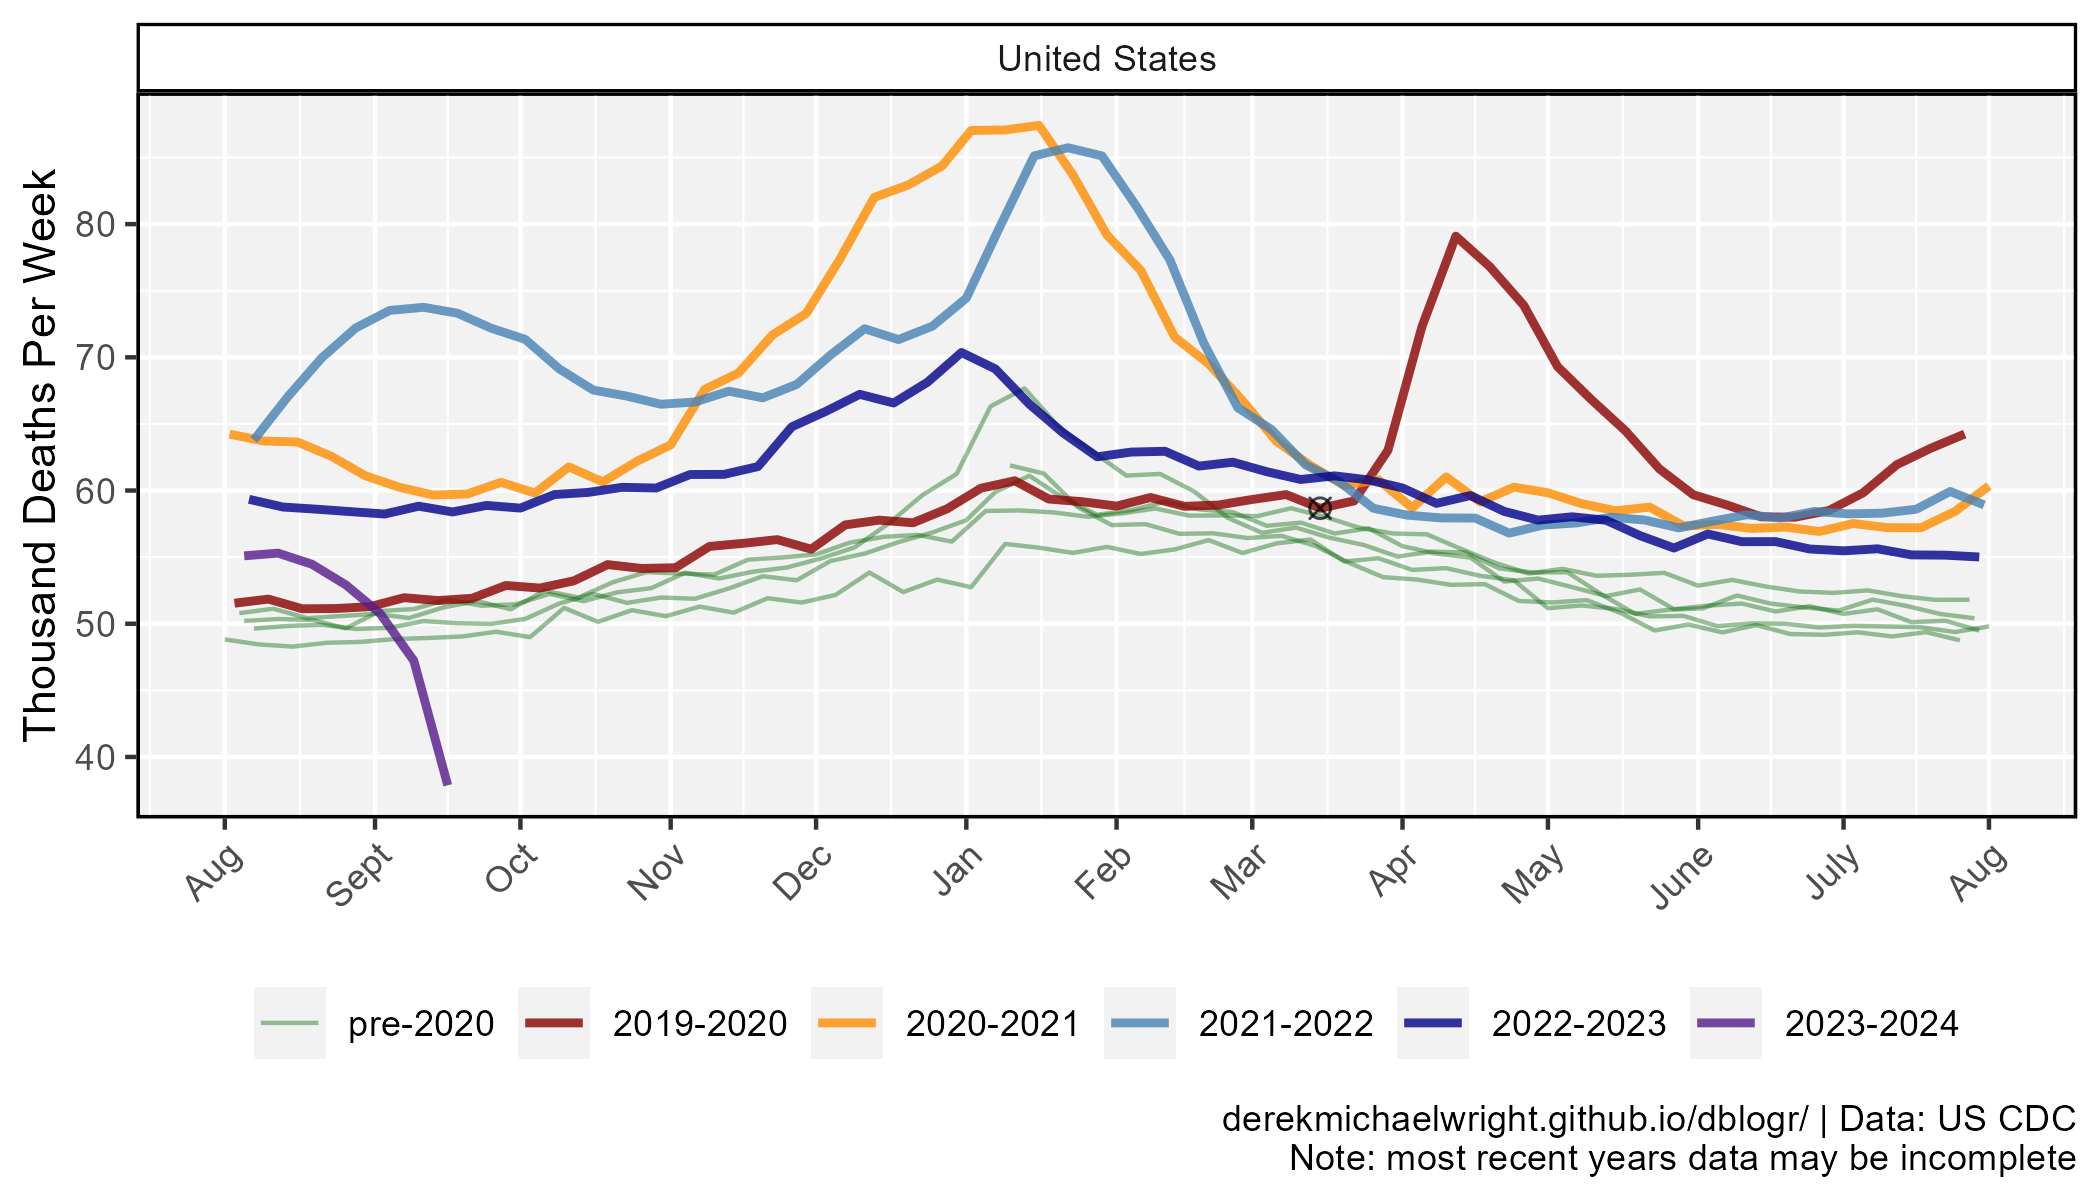 United States
Thousand Deaths Per Week
80
70
60
50
40
Aug
Sept
Oct
Nov
Dec
Jan
Feb
Mar
Apr
May
June
July
Aug
pre-2020
2019-2020
2020-2021
2021-2022
2022-2023
2023-2024
derekmichaelwright.github.io/dblogr/ | Data: US CDC
Note: most recent years data may be incomplete